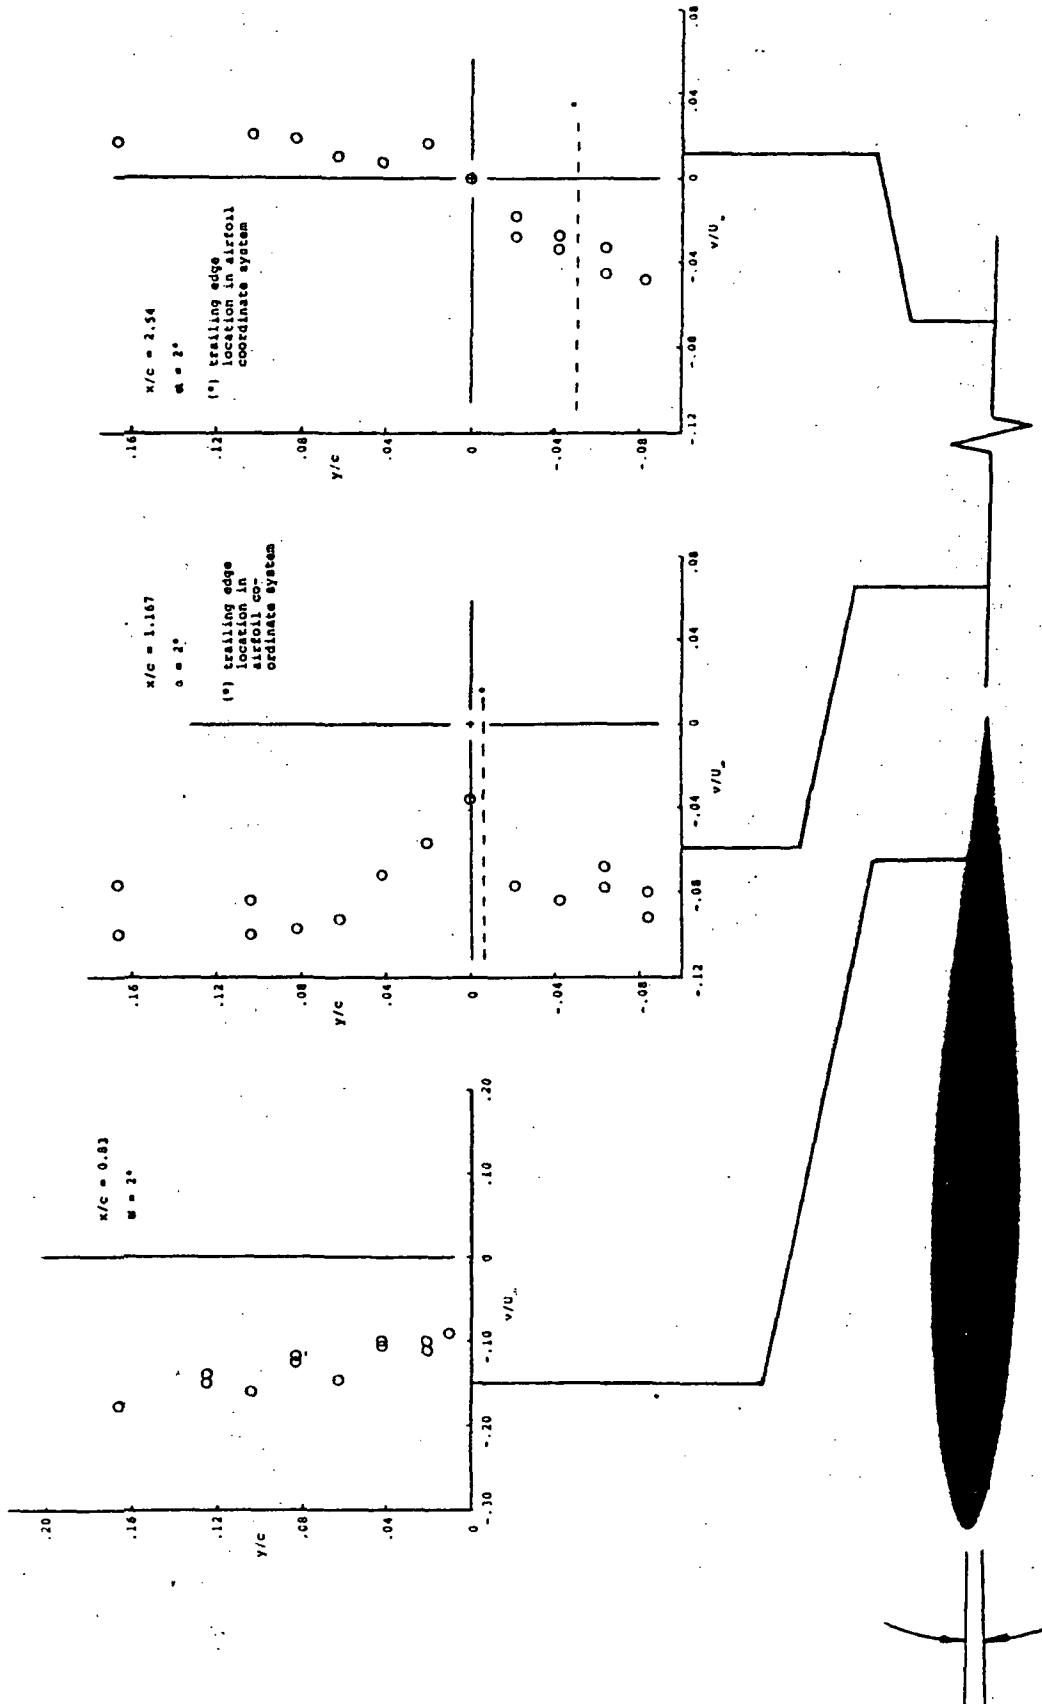 x/c = 0.83
α = 2°
.20
.16
.12
.08
.04
0
y/c
-.30
-.20
-.10
0
.10
.20
v/U∞
x/c = 1.167
α = 2°
(*) trailing edge
location in
airfoil co-
ordinate system
.16
.12
.08
.04
0
-.04
-.08
y/c
*
-.12
-.08
-.04
0
.04
.08
v/U∞
x/c = 2.54
α = 2°
(*) trailing edge
location in airfoil
coordinate system
.16
.12
.08
.04
0
-.04
-.08
y/c
*
-.12
-.08
-.04
0
.04
.08
v/U∞